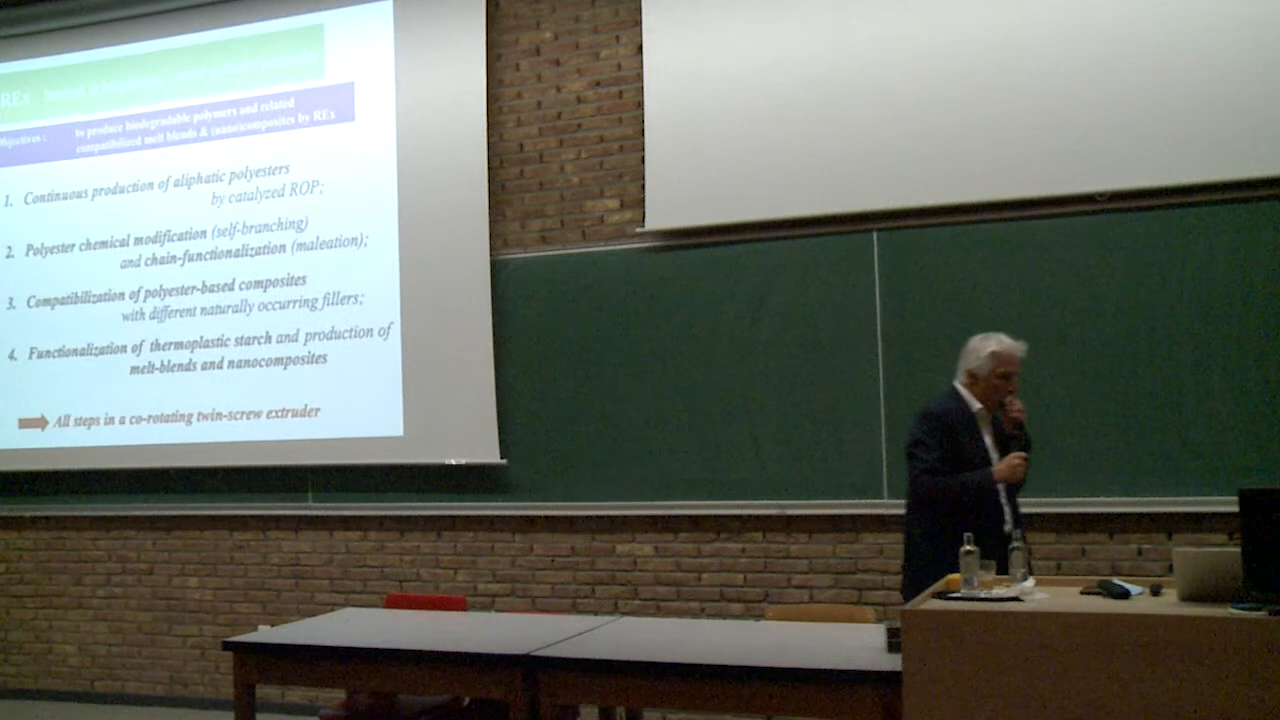 REx
Objectives : to produce biodegradable polymers and related
compatibilized melt blends & (nano)composites by REx
1. Continuous production of aliphatic polyesters
by catalyzed ROP;
2. Polyester chemical modification (self-branching)
and chain-functionalization (maleation);
3. Compatibilization of polyester-based composites
with different naturally occurring fillers;
4. Functionalization of thermoplastic starch and production of
melt-blends and nanocomposites
All steps in a co-rotating twin-screw extruder